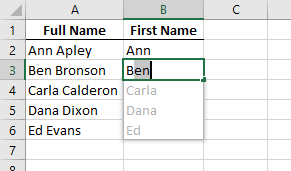 A B C
1 Full Name First Name
2 Ann Apley Ann
3 Ben Bronson Ben
4 Carla Calderon Carla
5 Dana Dixon Dana
6 Ed Evans Ed
7